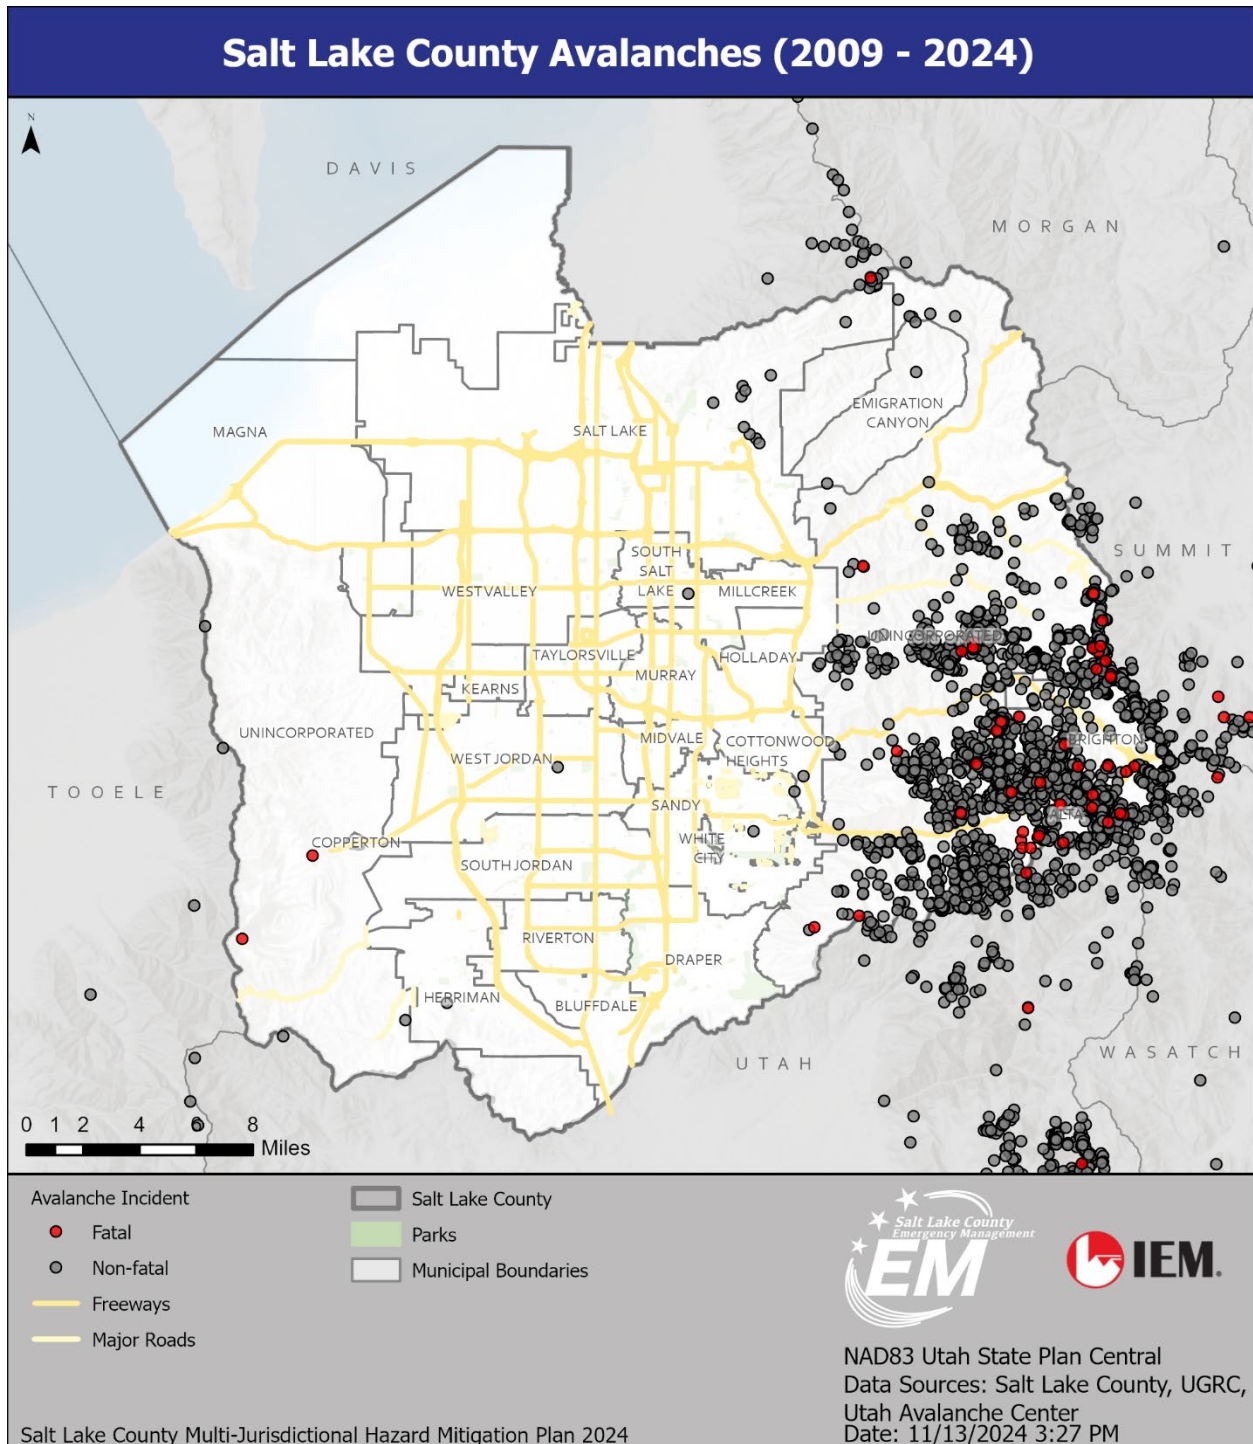 Salt Lake County Avalanches (2009 - 2024)
N
DAVIS
MORGAN
MAGNA
SALT LAKE
EMIGRATION
CANYON
SUMMIT
SOUTH
SALT
LAKE
WEST VALLEY
MILLCREEK
UNINCORPORATED
TAYLORSVILLE
HOLLADAY
MURRAY
KEARNS
UNINCORPORATED
MIDVALE
COTTONWOOD
HEIGHTS
BRIGHTON
WEST JORDAN
TOOELE
SANDY
ALTA
COPPERTON
WHITE
CITY
SOUTH JORDAN
RIVERTON
DRAPER
HERRIMAN
BLUFFDALE
UTAH
WASATCH
0 1 2 4 6 8
Miles
Avalanche Incident
Fatal
Non-fatal
Freeways
Major Roads
Salt Lake County
Parks
Municipal Boundaries
Salt Lake County
Emergency Management
EM
IEM.
NAD83 Utah State Plan Central
Data Sources: Salt Lake County, UGRC,
Utah Avalanche Center
Date: 11/13/2024 3:27 PM
Salt Lake County Multi-Jurisdictional Hazard Mitigation Plan 2024